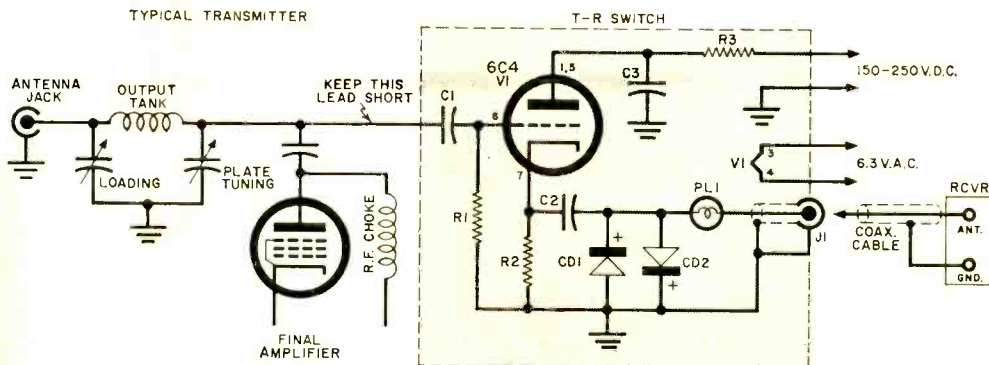 TYPICAL TRANSMITTER
T-R SWITCH
ANTENNA
JACK
OUTPUT
TANK
KEEP THIS
LEAD SHORT
LOADING
PLATE
TUNING
R.F. CHOKE
FINAL
AMPLIFIER
C1
6C4
V1
1,5
6
7
R1
R2
C2
C3
R3
CD1
+
CD2
+
PL1
J1
150-250 V.D.C.
V1
3
4
6.3 V.A.C.
COAX.
CABLE
RCVR
ANT.
GND.